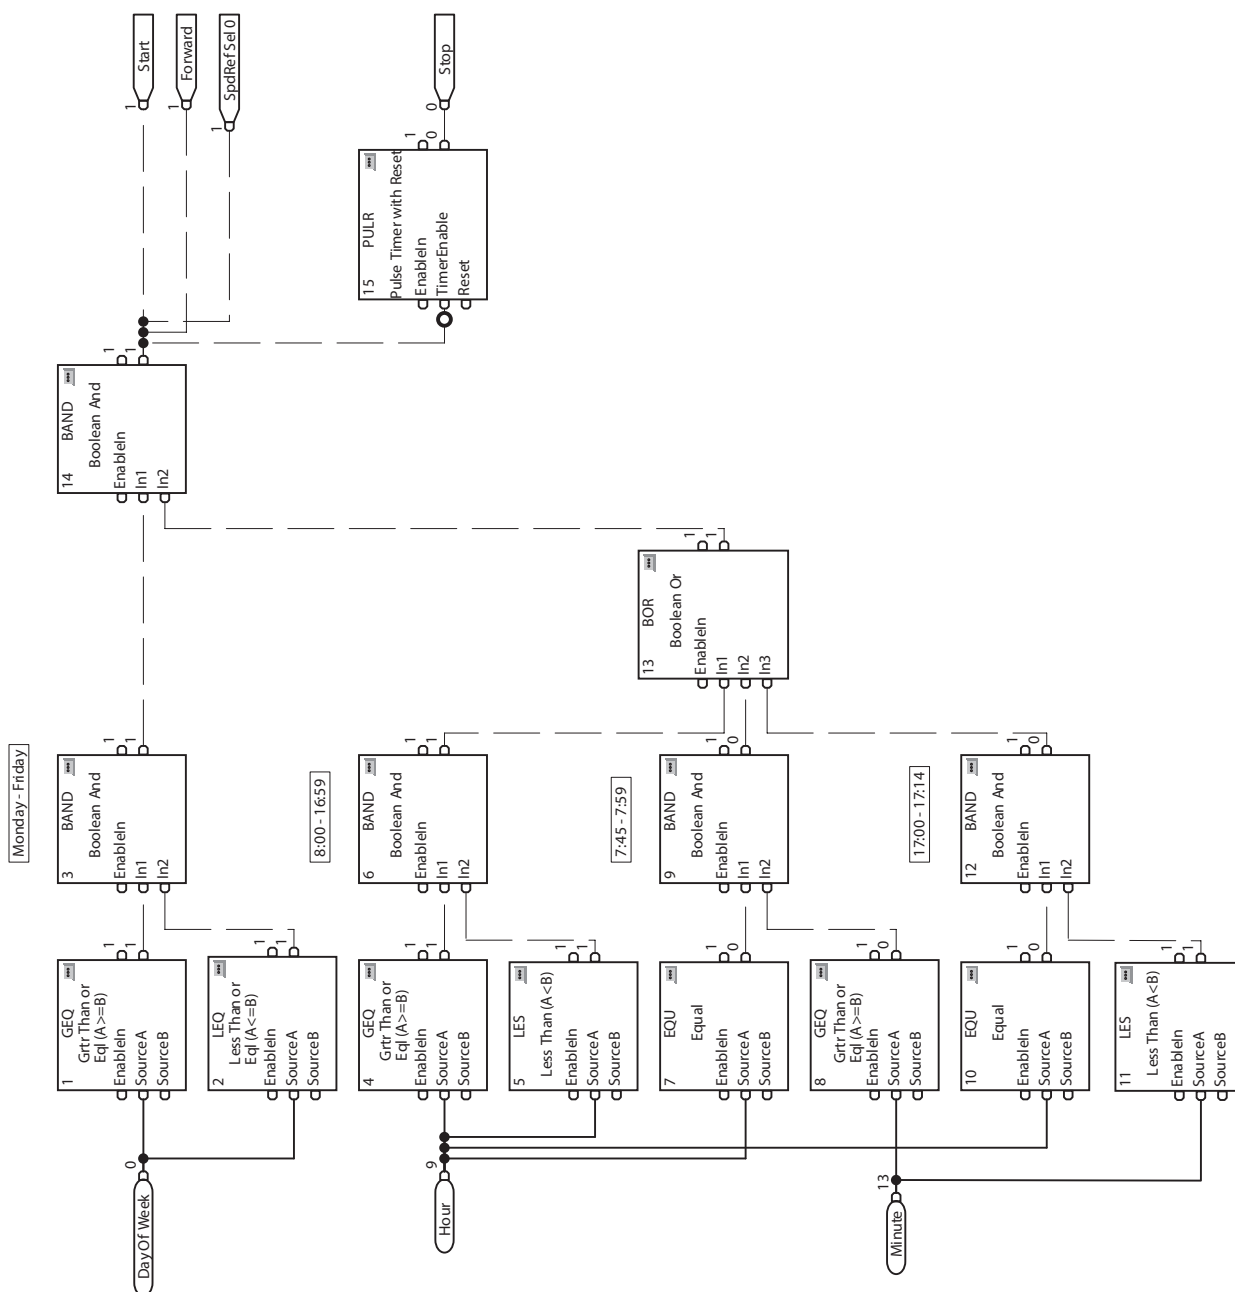 Start
1
Forward
1
SpdRefSel 0
1
Stop
0
15 PULR
Pulse Timer with Reset
EnableIn
TimerEnable
Reset
1
0
14 BAND
Boolean And
EnableIn
In1
In2
1
1
13 BOR
Boolean Or
EnableIn
In1
In2
In3
1
1
Monday - Friday
3 BAND
Boolean And
EnableIn
In1
In2
1
1
8:00 - 16:59
6 BAND
Boolean And
EnableIn
In1
In2
1
1
7:45 - 7:59
9 BAND
Boolean And
EnableIn
In1
In2
1
0
17:00 - 17:14
12 BAND
Boolean And
EnableIn
In1
In2
1
0
1 GEQ
Grtr Than or
Eql (A >=B)
EnableIn
SourceA
SourceB
1
1
2 LEQ
Less Than or
Eql (A <=B)
EnableIn
SourceA
SourceB
1
1
4 GEQ
Grtr Than or
Eql (A >=B)
EnableIn
SourceA
SourceB
1
1
5 LES
Less Than (A <B)
EnableIn
SourceA
SourceB
1
1
7 EQU
Equal
EnableIn
SourceA
SourceB
1
0
8 GEQ
Grtr Than or
Eql (A >=B)
EnableIn
SourceA
SourceB
1
0
10 EQU
Equal
EnableIn
SourceA
SourceB
1
0
11 LES
Less Than (A <B)
EnableIn
SourceA
SourceB
1
1
DayOf Week
0
Hour
9
Minute
13